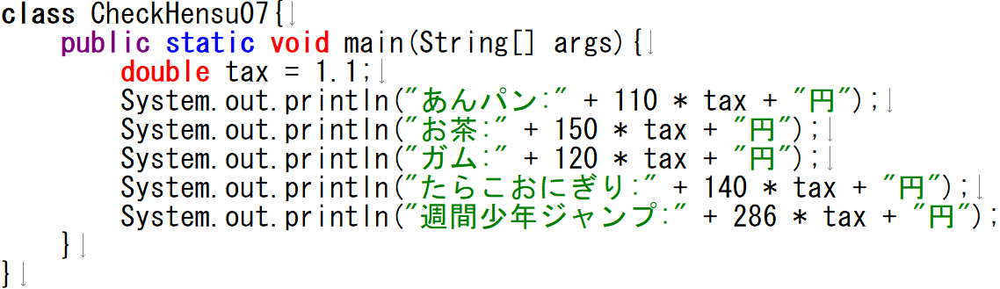 class CheckHensu07{↓
    public static void main(String[] args){↓
        double tax = 1.1;↓
        System.out.println("あんパン:" + 110 * tax + "円");↓
        System.out.println("お茶:" + 150 * tax + "円");↓
        System.out.println("ガム:" + 120 * tax + "円");↓
        System.out.println("たらこおにぎり:" + 140 * tax + "円");↓
        System.out.println("週間少年ジャンプ:" + 286 * tax + "円");
    }↓
}↓